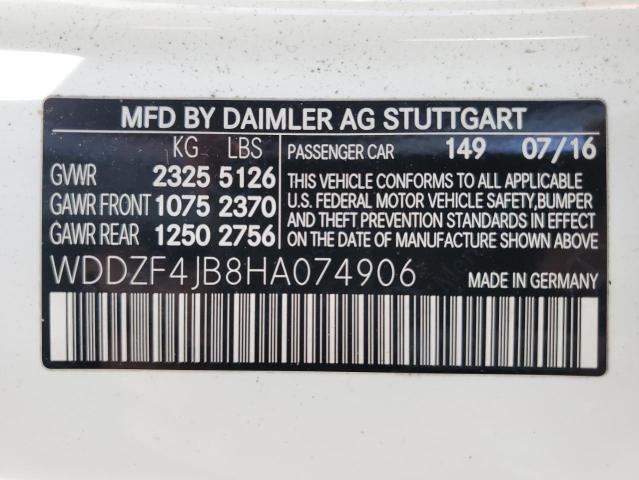 MFD BY DAIMLER AG STUTTGART
KG LBS
GVWR 2325 5126
GAWR FRONT 1075 2370
GAWR REAR 1250 2756
PASSENGER CAR 149 07/16
THIS VEHICLE CONFORMS TO ALL APPLICABLE
U.S. FEDERAL MOTOR VEHICLE SAFETY,BUMPER
AND THEFT PREVENTION STANDARDS IN EFFECT
ON THE DATE OF MANUFACTURE SHOWN ABOVE.
WDDZF4JB8HA074906 MADE IN GERMANY